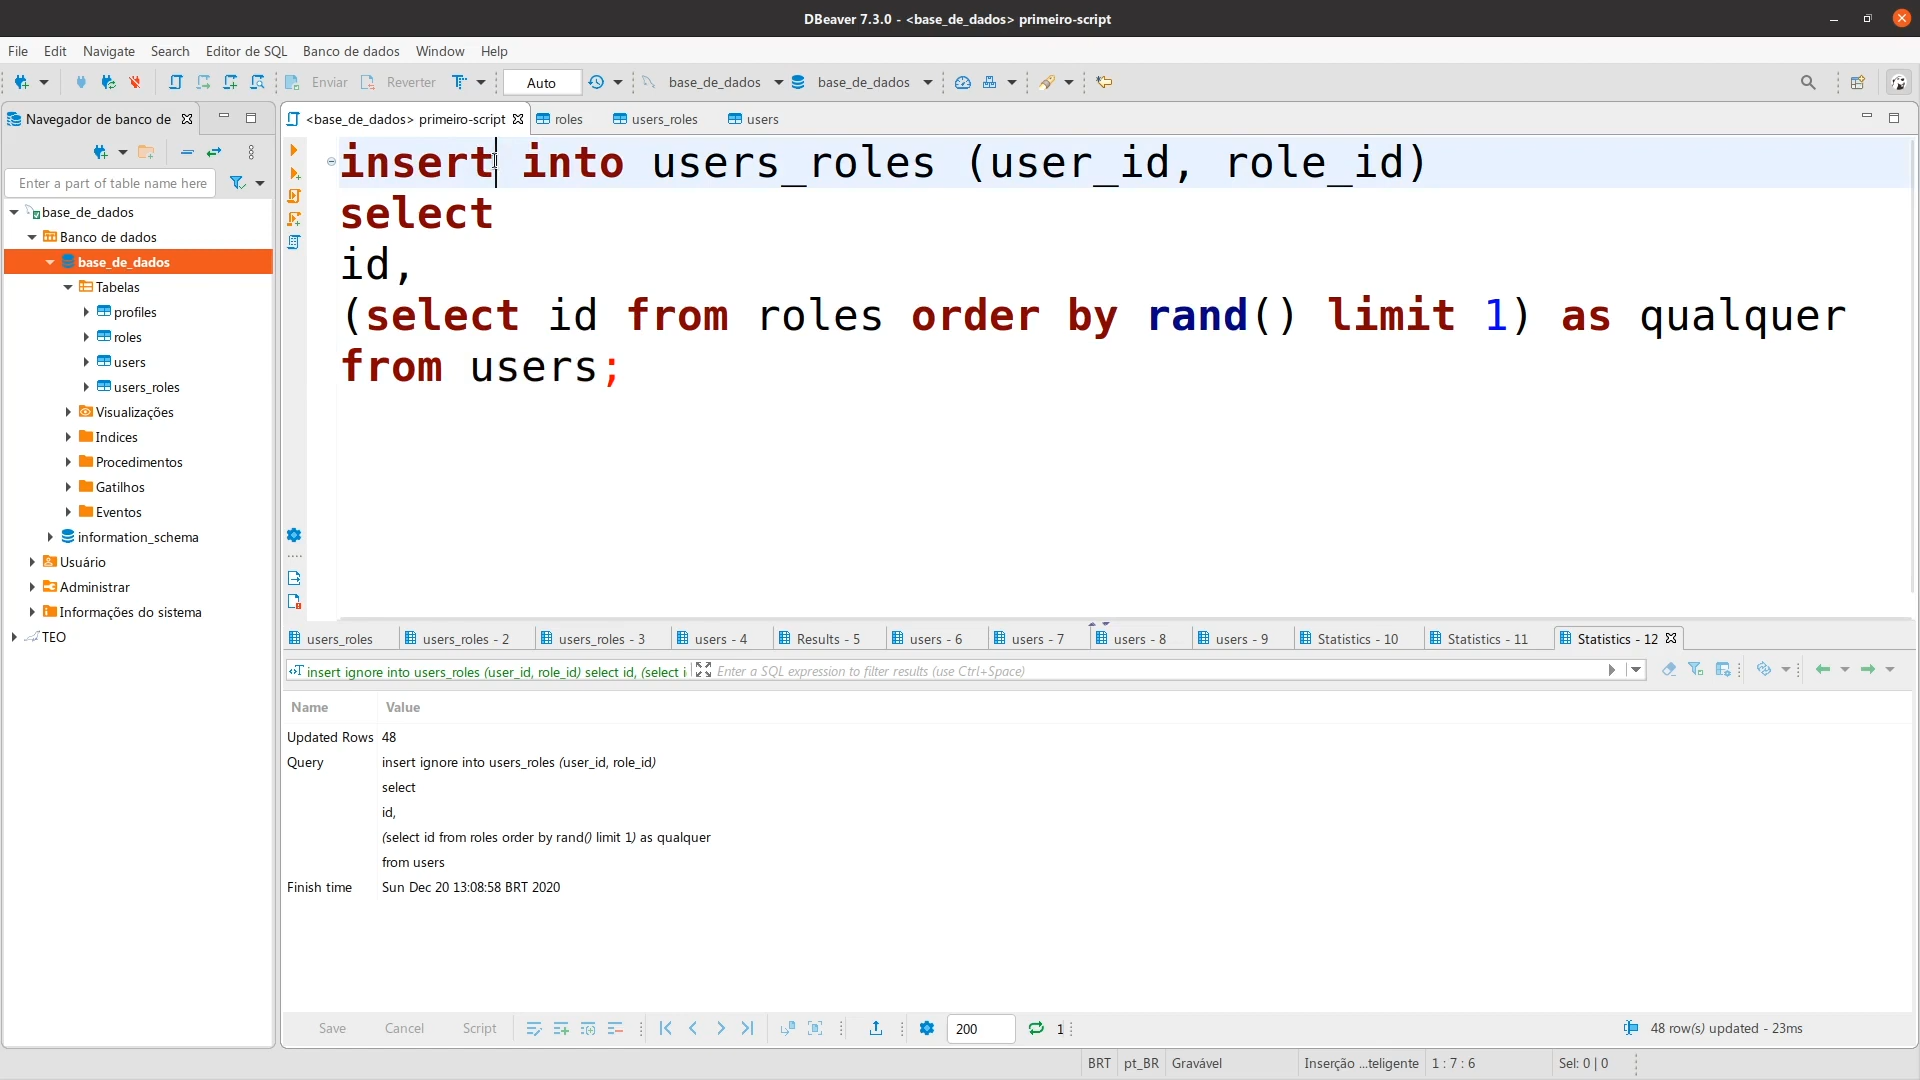 DBeaver 7.3.0 - <base_de_dados> primeiro-script
File Edit Navigate Search Editor de SQL Banco de dados Window Help
Enviar Reverter Auto base_de_dados base_de_dados
Navegador de banco de
Enter a part of table name here
base_de_dados
Banco de dados
base_de_dados
Tabelas
profiles
roles
users
users_roles
Visualizações
Indices
Procedimentos
Gatilhos
Eventos
information_schema
Usuário
Administrar
Informações do sistema
TEO
<base_de_dados> primeiro-script roles users_roles users
insert into users_roles (user_id, role_id)
select
id,
(select id from roles order by rand() limit 1) as qualquer
from users;
users_roles users_roles - 2 users_roles - 3 users - 4 Results - 5 users - 6 users - 7 users - 8 users - 9 Statistics - 10 Statistics - 11 Statistics - 12
insert ignore into users_roles (user_id, role_id) select id, (select i Enter a SQL expression to filter results (use Ctrl+Space)
Name Value
Updated Rows 48
Query insert ignore into users_roles (user_id, role_id)
select
id,
(select id from roles order by rand() limit 1) as qualquer
from users
Finish time Sun Dec 20 13:08:58 BRT 2020
Save Cancel Script 200 1 48 row(s) updated - 23ms
BRT pt_BR Gravável Inserção ...teligente 1 : 7 : 6 Sel: 0 | 0